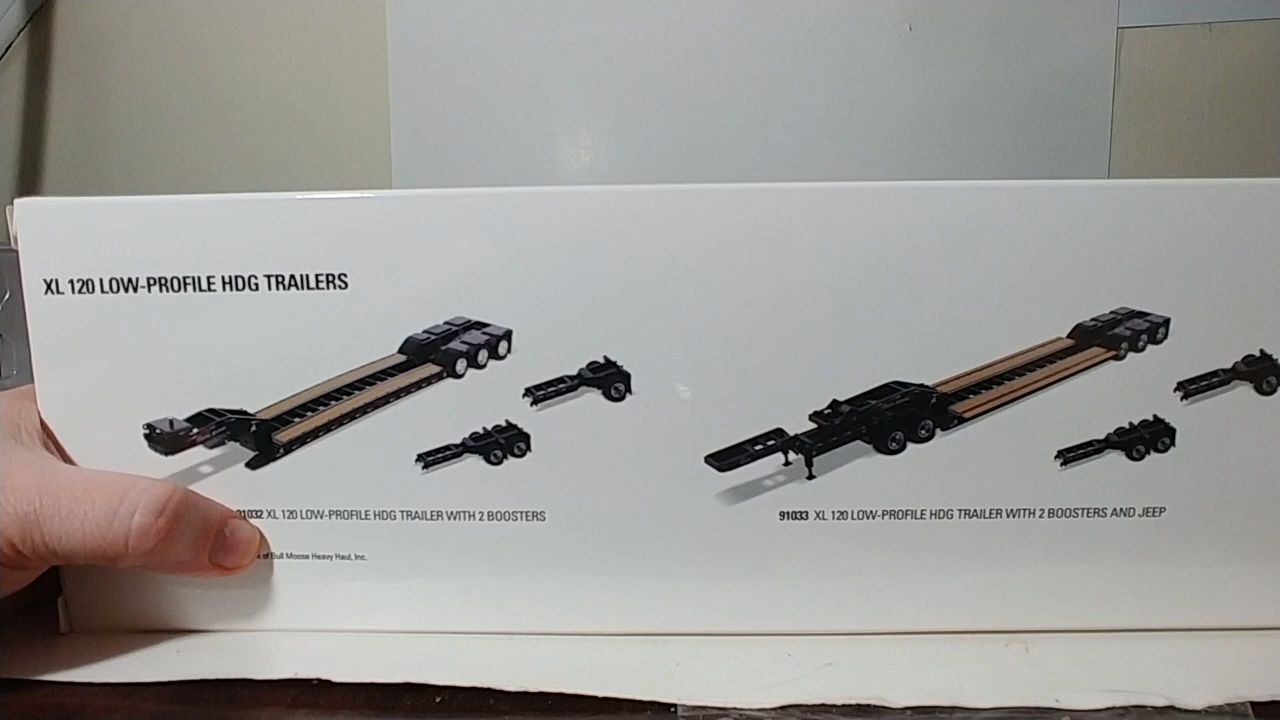 XL 120 LOW-PROFILE HDG TRAILERS
91032 XL 120 LOW-PROFILE HDG TRAILER WITH 2 BOOSTERS
91033 XL 120 LOW-PROFILE HDG TRAILER WITH 2 BOOSTERS AND JEEP
of Bull Moose Heavy Haul, Inc.